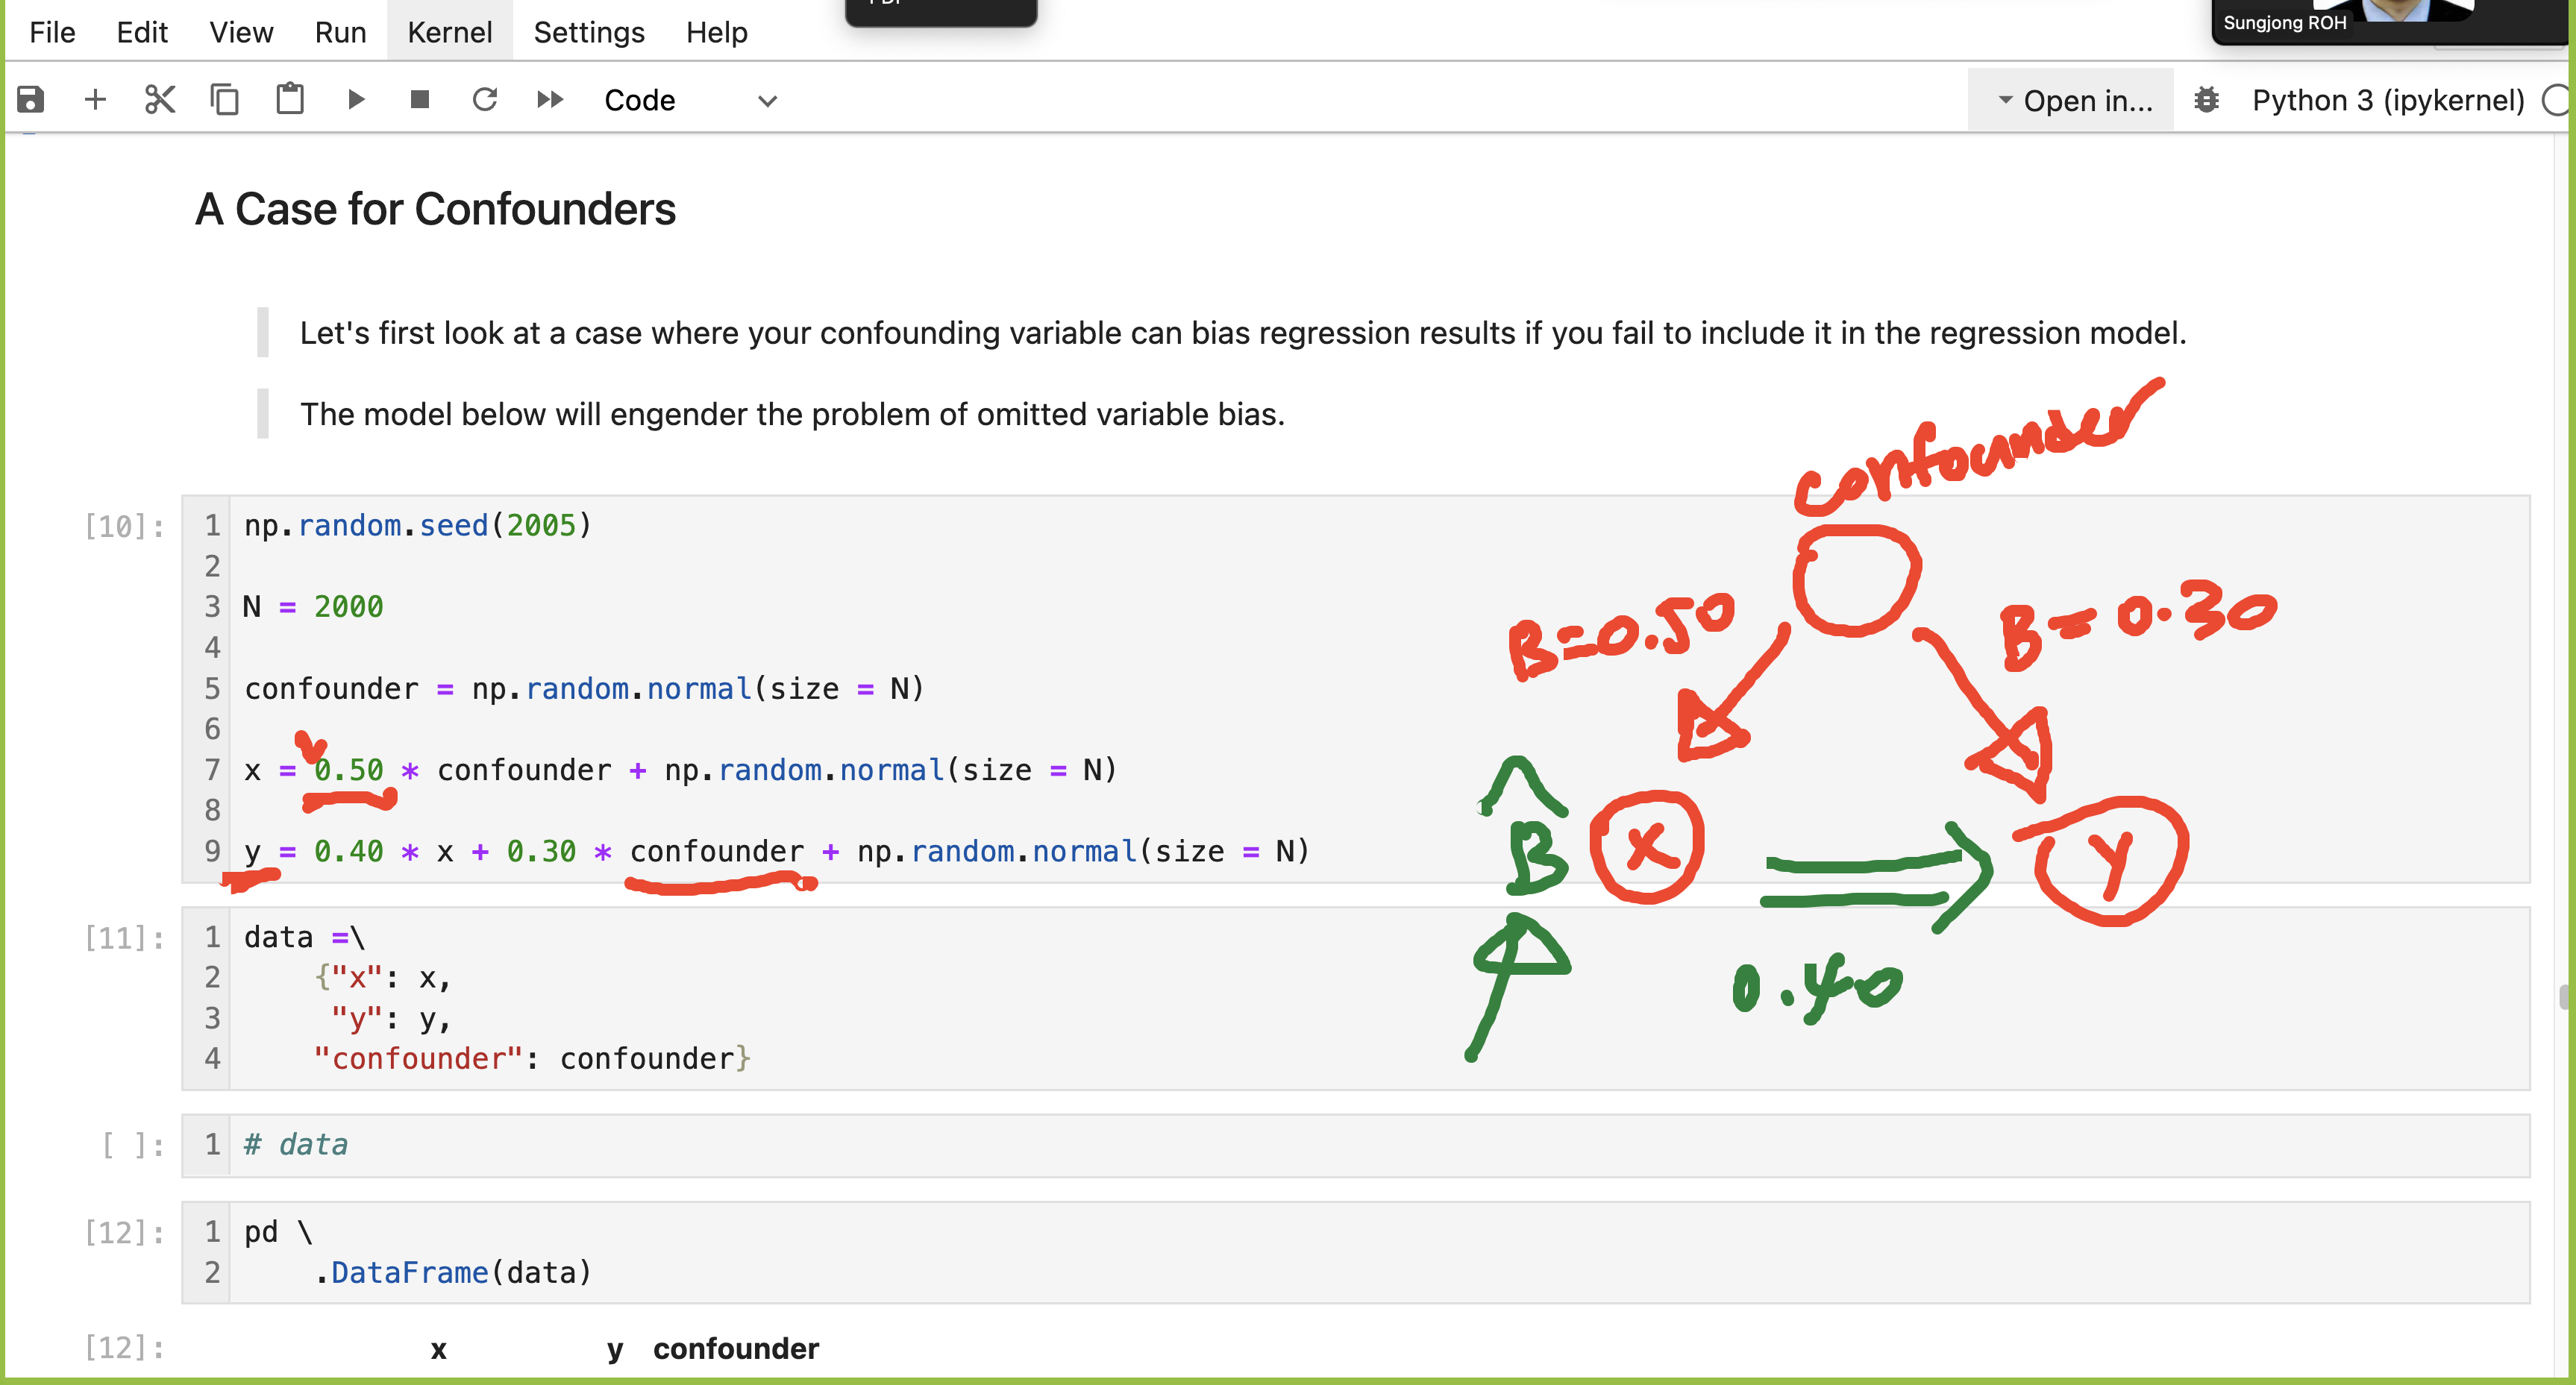 Sungjong ROH
File Edit View Run Kernel Settings Help
Code
Open in...
Python 3 (ipykernel)
A Case for Confounders
Let's first look at a case where your confounding variable can bias regression results if you fail to include it in the regression model.
The model below will engender the problem of omitted variable bias.
confounder
[10]:
1 np.random.seed(2005)
2
3 N = 2000
4
5 confounder = np.random.normal(size = N)
6
7 x = 0.50 * confounder + np.random.normal(size = N)
8
9 y = 0.40 * x + 0.30 * confounder + np.random.normal(size = N)
B=0.50
B=0.30
B
X
Y
0.40
[11]:
1 data =\
2 {"x": x,
3 "y": y,
4 "confounder": confounder}
[ ]:
1 # data
[12]:
1 pd \
2 .DataFrame(data)
[12]:
x y confounder